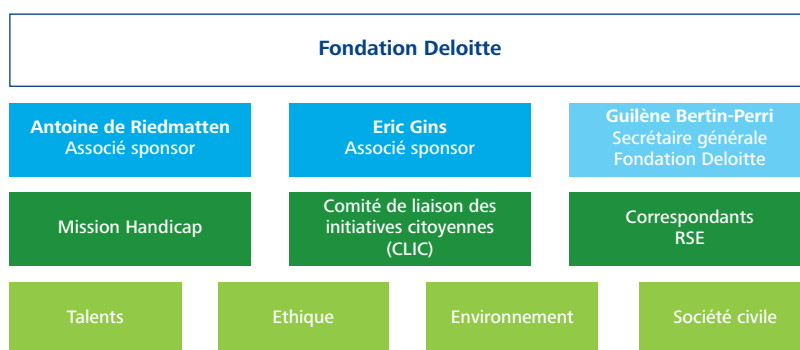 Fondation Deloitte
Antoine de Riedmatten
Associé sponsor
Eric Gins
Associé sponsor
Guilène Bertin-Perri
Secrétaire générale
Fondation Deloitte
Mission Handicap
Comité de liaison des
initiatives citoyennes
(CLIC)
Correspondants
RSE
Talents
Ethique
Environnement
Société civile